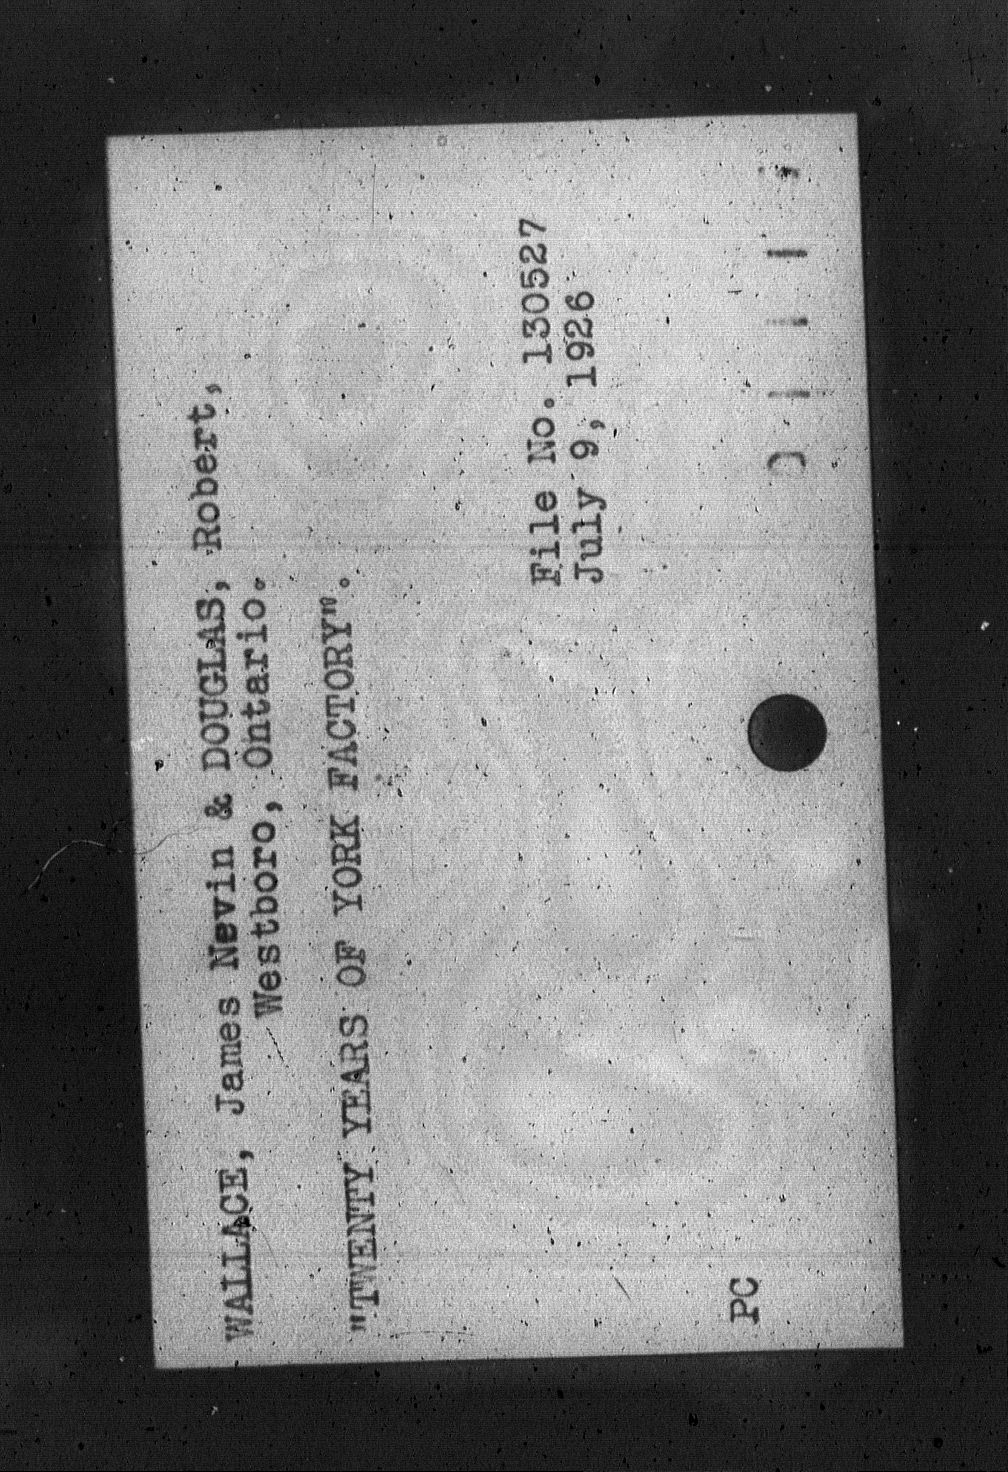 WALLACE, James Nevin & DOUGLAS, Robert,
Westboro, Ontario.
"TWENTY YEARS OF YORK FACTORY".
File No. 130527
July 9, 1926
PC